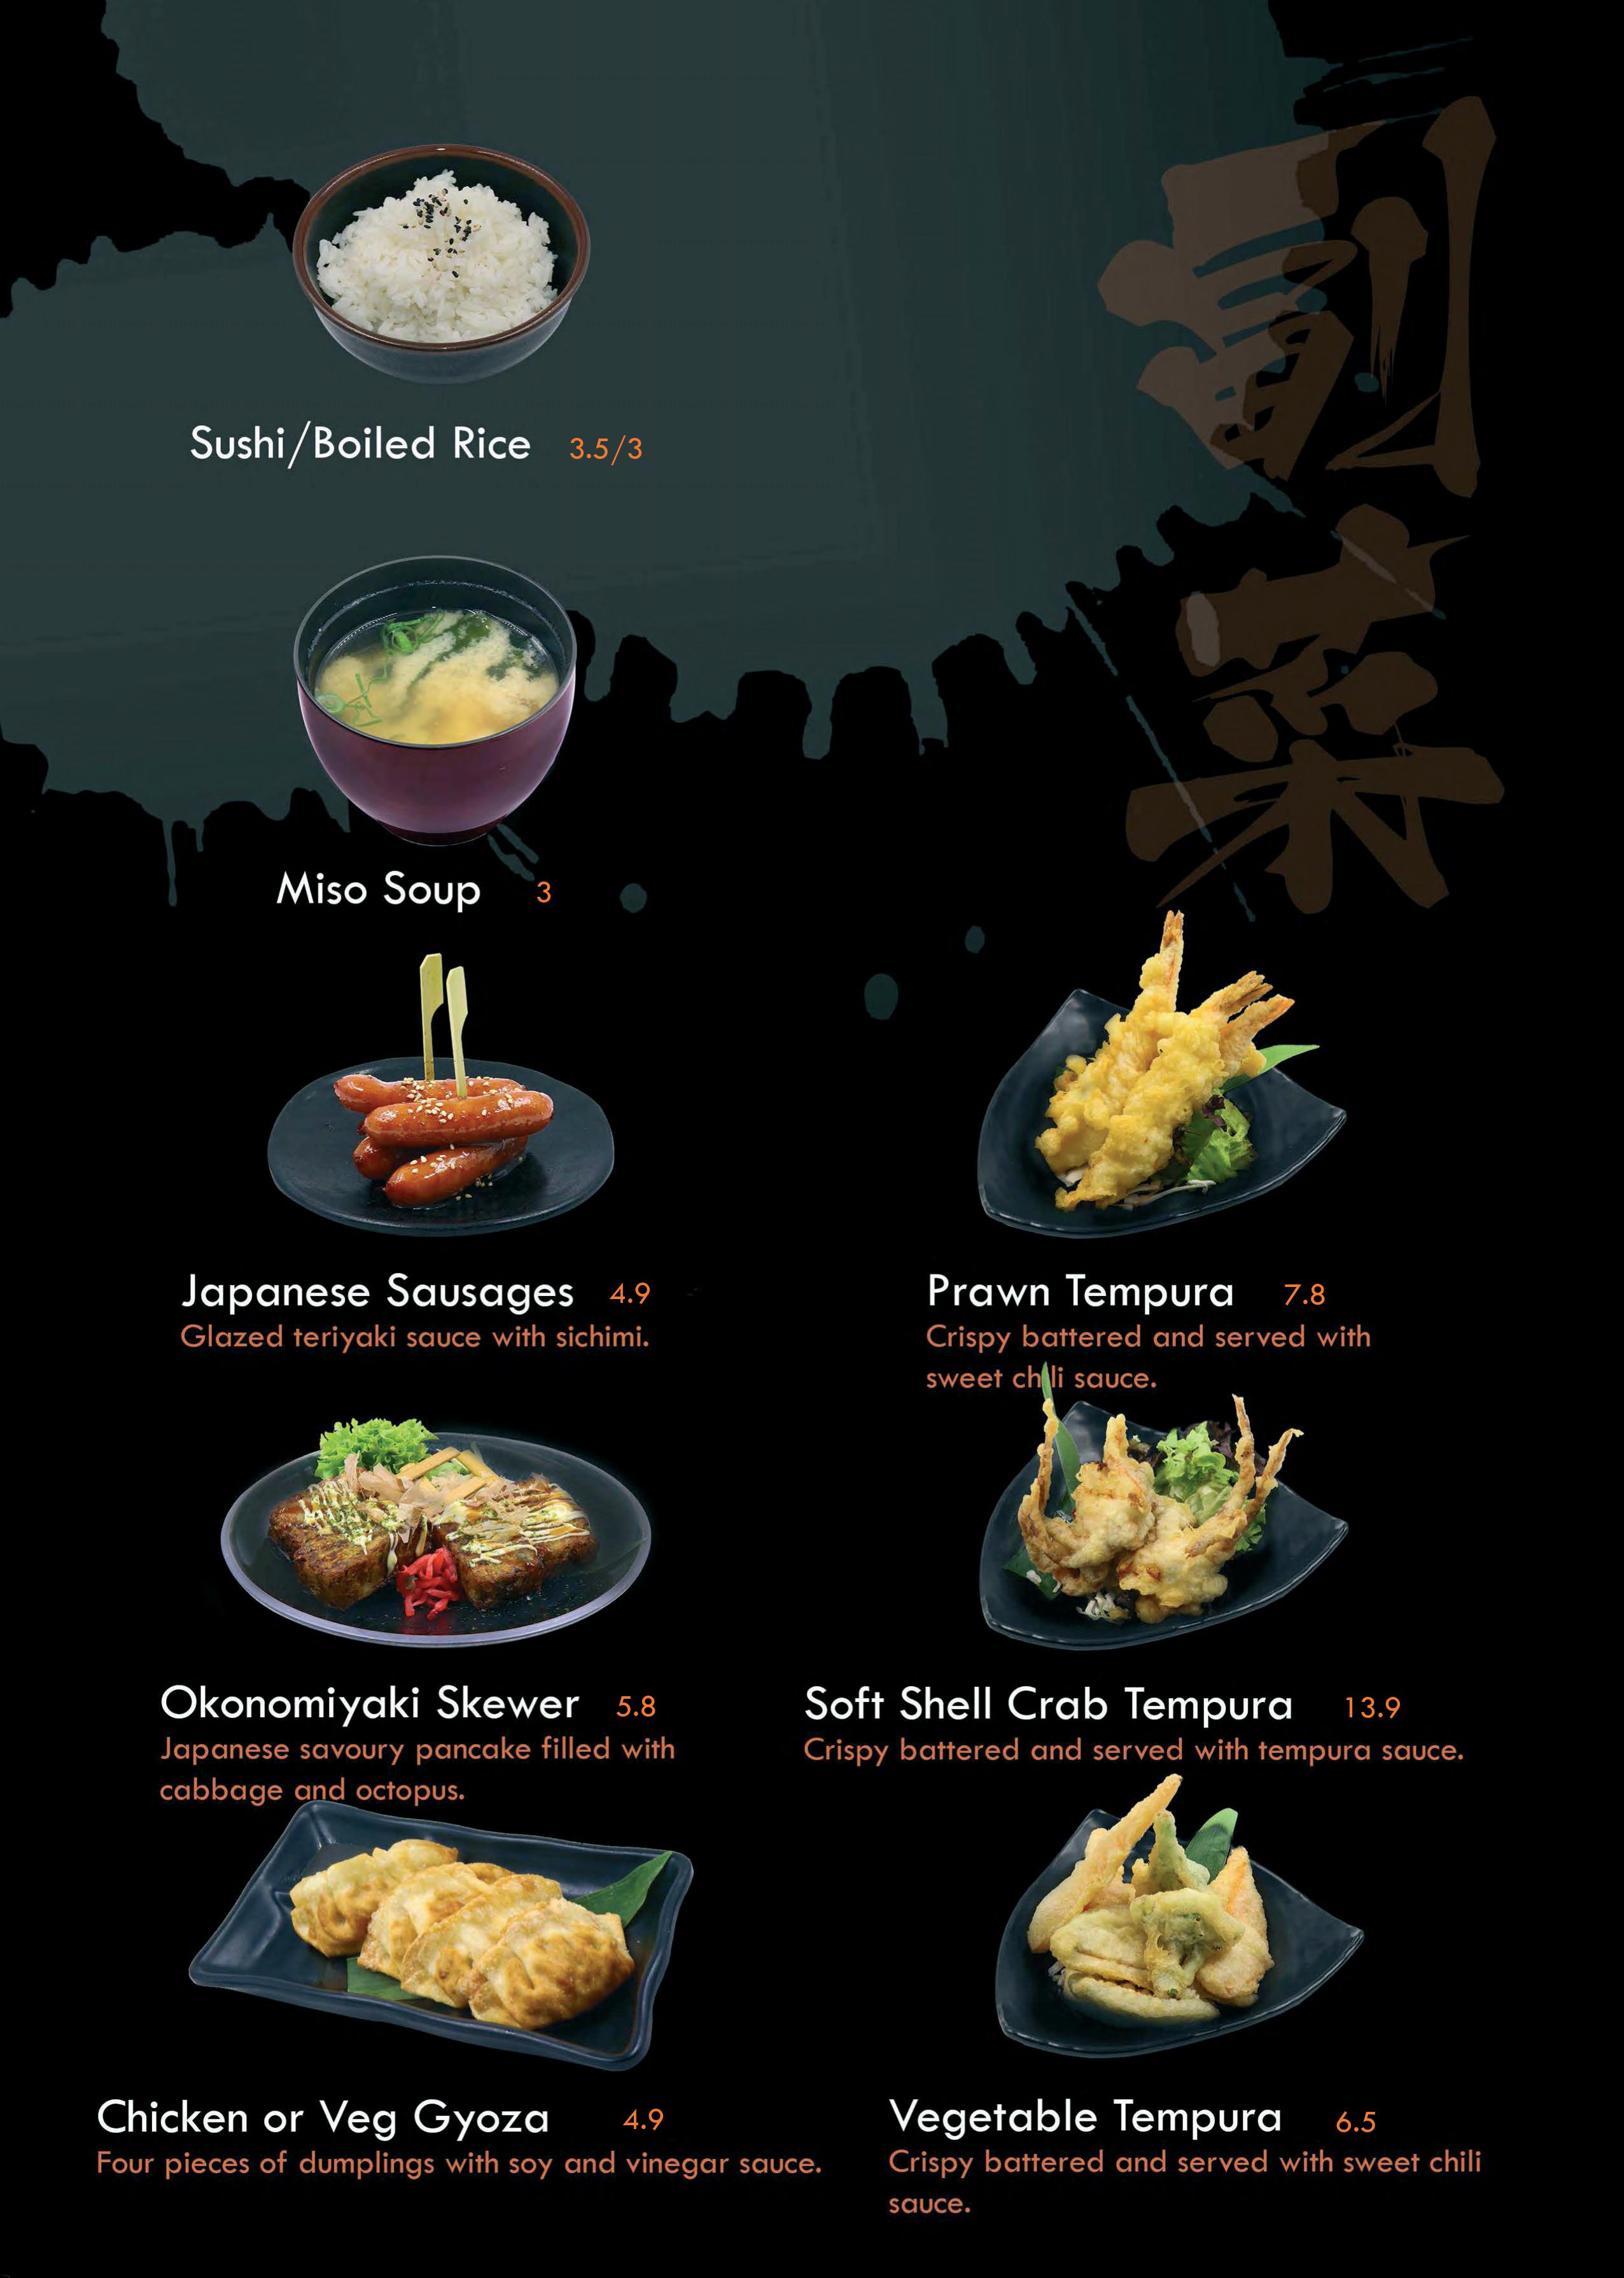 副
菜
Sushi/Boiled Rice 3.5/3
Miso Soup 3
Japanese Sausages 4.9
Glazed teriyaki sauce with sichimi.
Prawn Tempura 7.8
Crispy battered and served with
sweet chili sauce.
Okonomiyaki Skewer 5.8
Japanese savoury pancake filled with
cabbage and octopus.
Soft Shell Crab Tempura 13.9
Crispy battered and served with tempura sauce.
Chicken or Veg Gyoza 4.9
Four pieces of dumplings with soy and vinegar sauce.
Vegetable Tempura 6.5
Crispy battered and served with sweet chili
sauce.